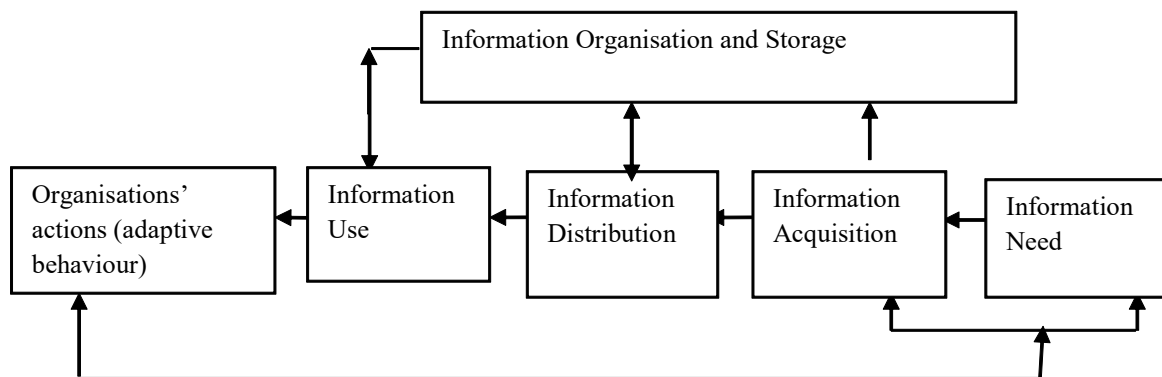 Information Organisation and Storage
Organisations’
actions (adaptive
behaviour)
Information
Use
Information
Distribution
Information
Acquisition
Information
Need